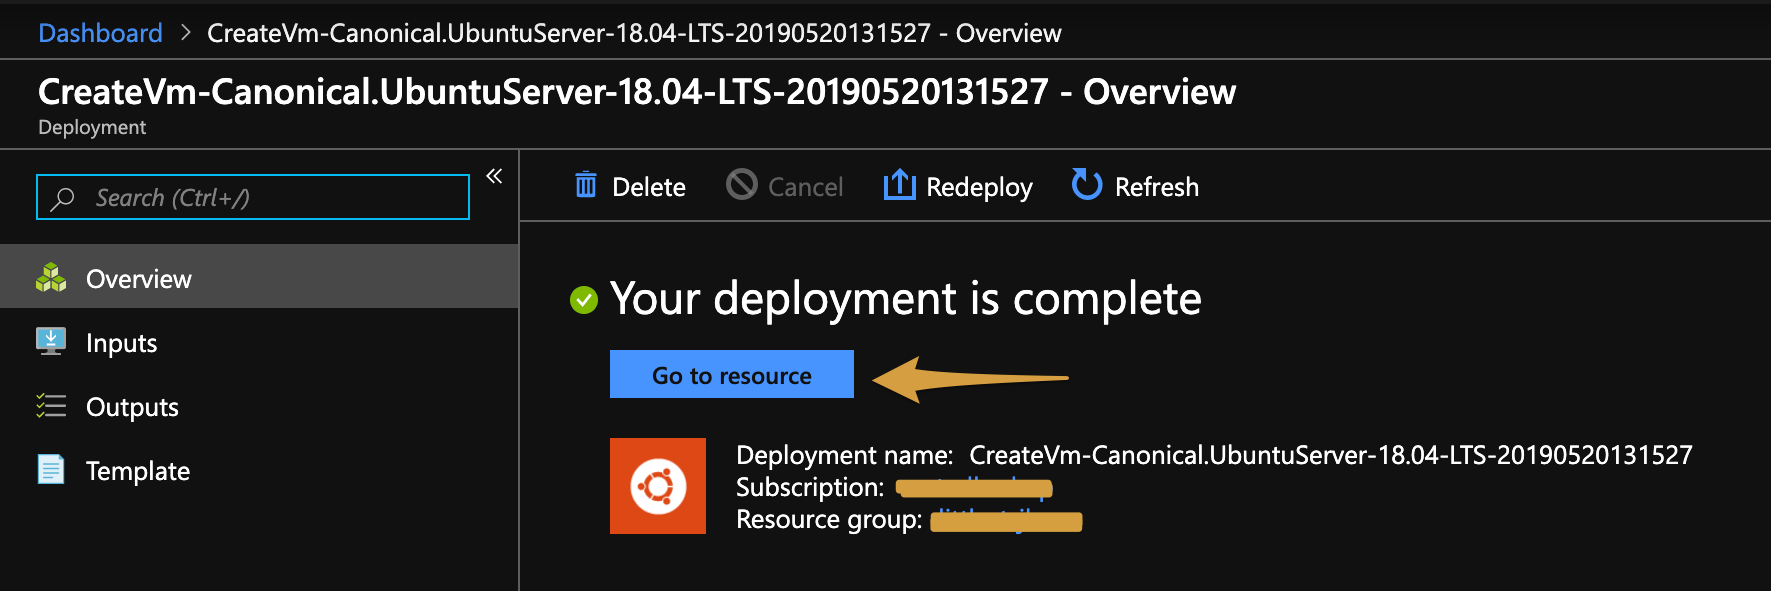 Dashboard > CreateVm-Canonical.UbuntuServer-18.04-LTS-20190520131527 - Overview
CreateVm-Canonical.UbuntuServer-18.04-LTS-20190520131527 - Overview
Deployment
Search (Ctrl+/)
«
Overview
Inputs
Outputs
Template
Delete
Cancel
Redeploy
Refresh
Your deployment is complete
Go to resource
Deployment name: CreateVm-Canonical.UbuntuServer-18.04-LTS-20190520131527
Subscription:
Resource group: